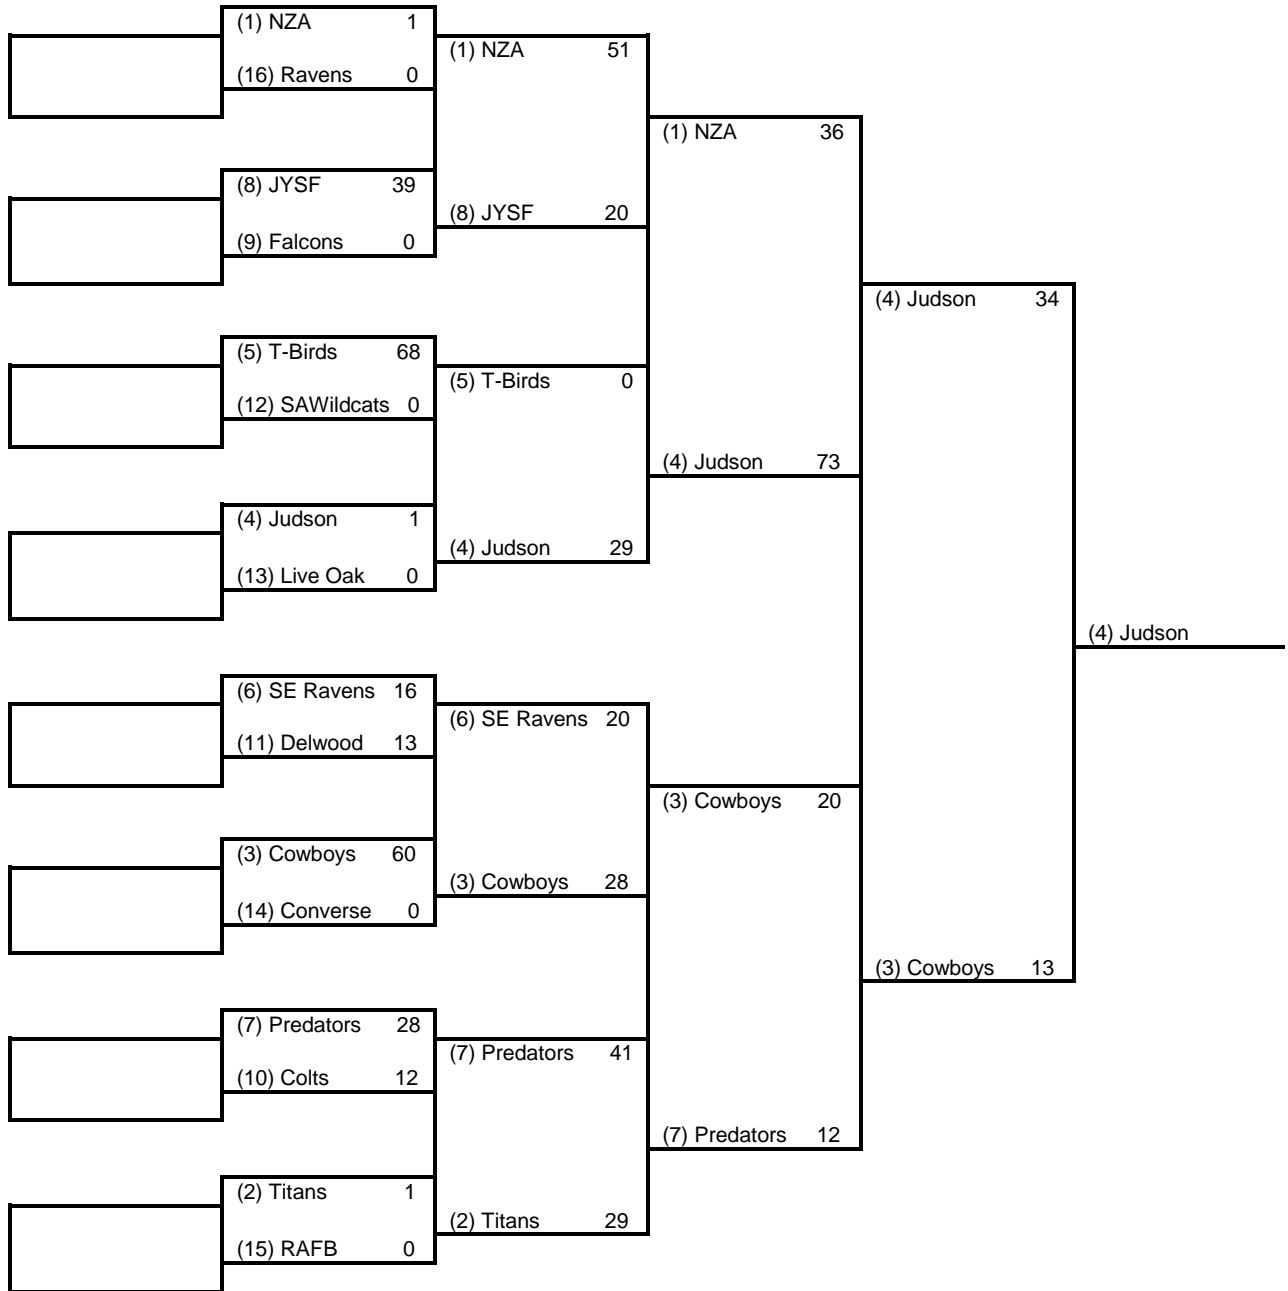 (1) NZA 1
(16) Ravens 0
(8) JYSF 39
(9) Falcons 0
(5) T-Birds 68
(12) SAWildcats 0
(4) Judson 1
(13) Live Oak 0
(6) SE Ravens 16
(11) Delwood 13
(3) Cowboys 60
(14) Converse 0
(7) Predators 28
(10) Colts 12
(2) Titans 1
(15) RAFB 0
(1) NZA 51
(8) JYSF 20
(5) T-Birds 0
(4) Judson 29
(6) SE Ravens 20
(3) Cowboys 28
(7) Predators 41
(2) Titans 29
(1) NZA 36
(4) Judson 73
(3) Cowboys 20
(7) Predators 12
(4) Judson 34
(3) Cowboys 13
(4) Judson